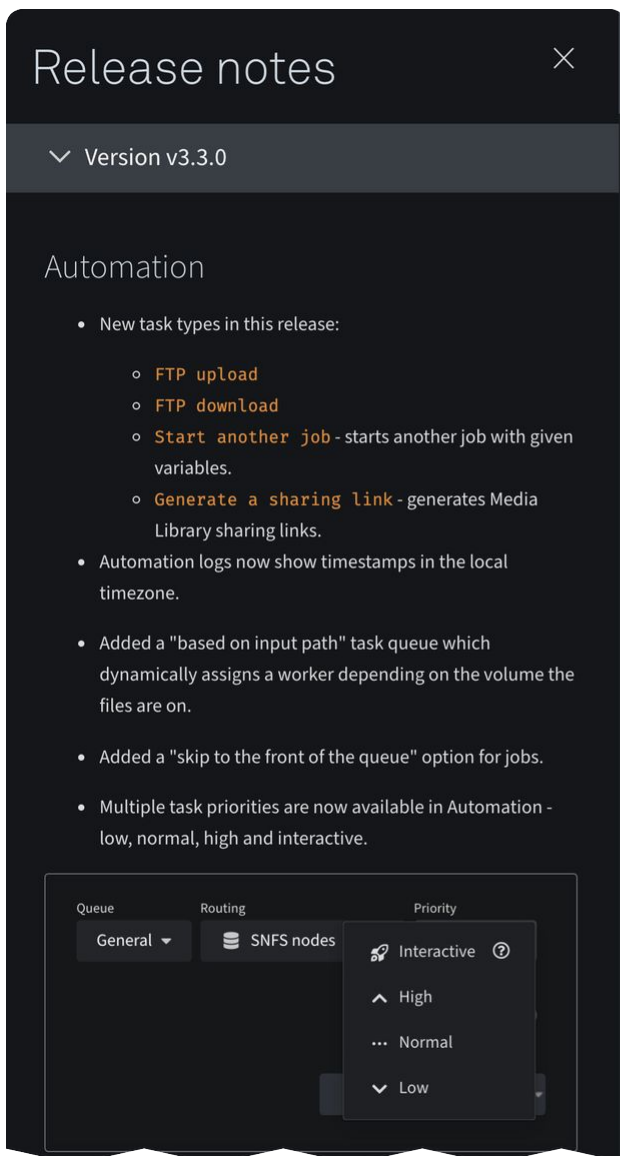 Release notes
Version v3.3.0
Automation
• New task types in this release:
FTP upload
FTP download
Start another job - starts another job with given
variables.
Generate a sharing link - generates Media
Library sharing links.
• Automation logs now show timestamps in the local
timezone.
• Added a "based on input path" task queue which
dynamically assigns a worker depending on the volume the
files are on.
• Added a "skip to the front of the queue" option for jobs.
• Multiple task priorities are now available in Automation -
low, normal, high and interactive.
Queue Routing Priority
General SNFS nodes
Interactive
High
Normal
Low